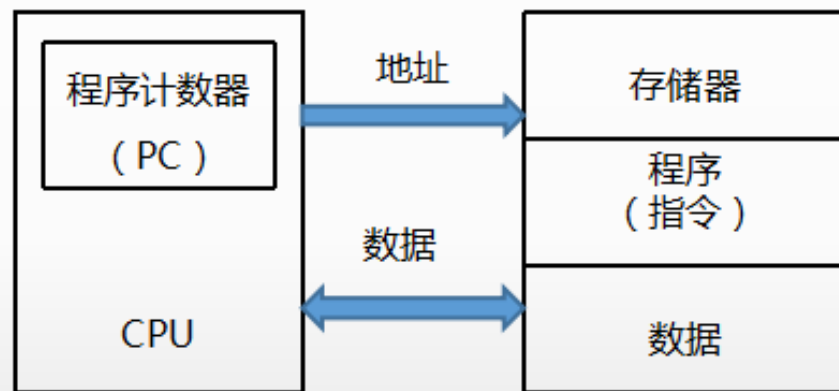 程序计数器
（PC）
CPU
地址
数据
存储器
程序
（指令）
数据